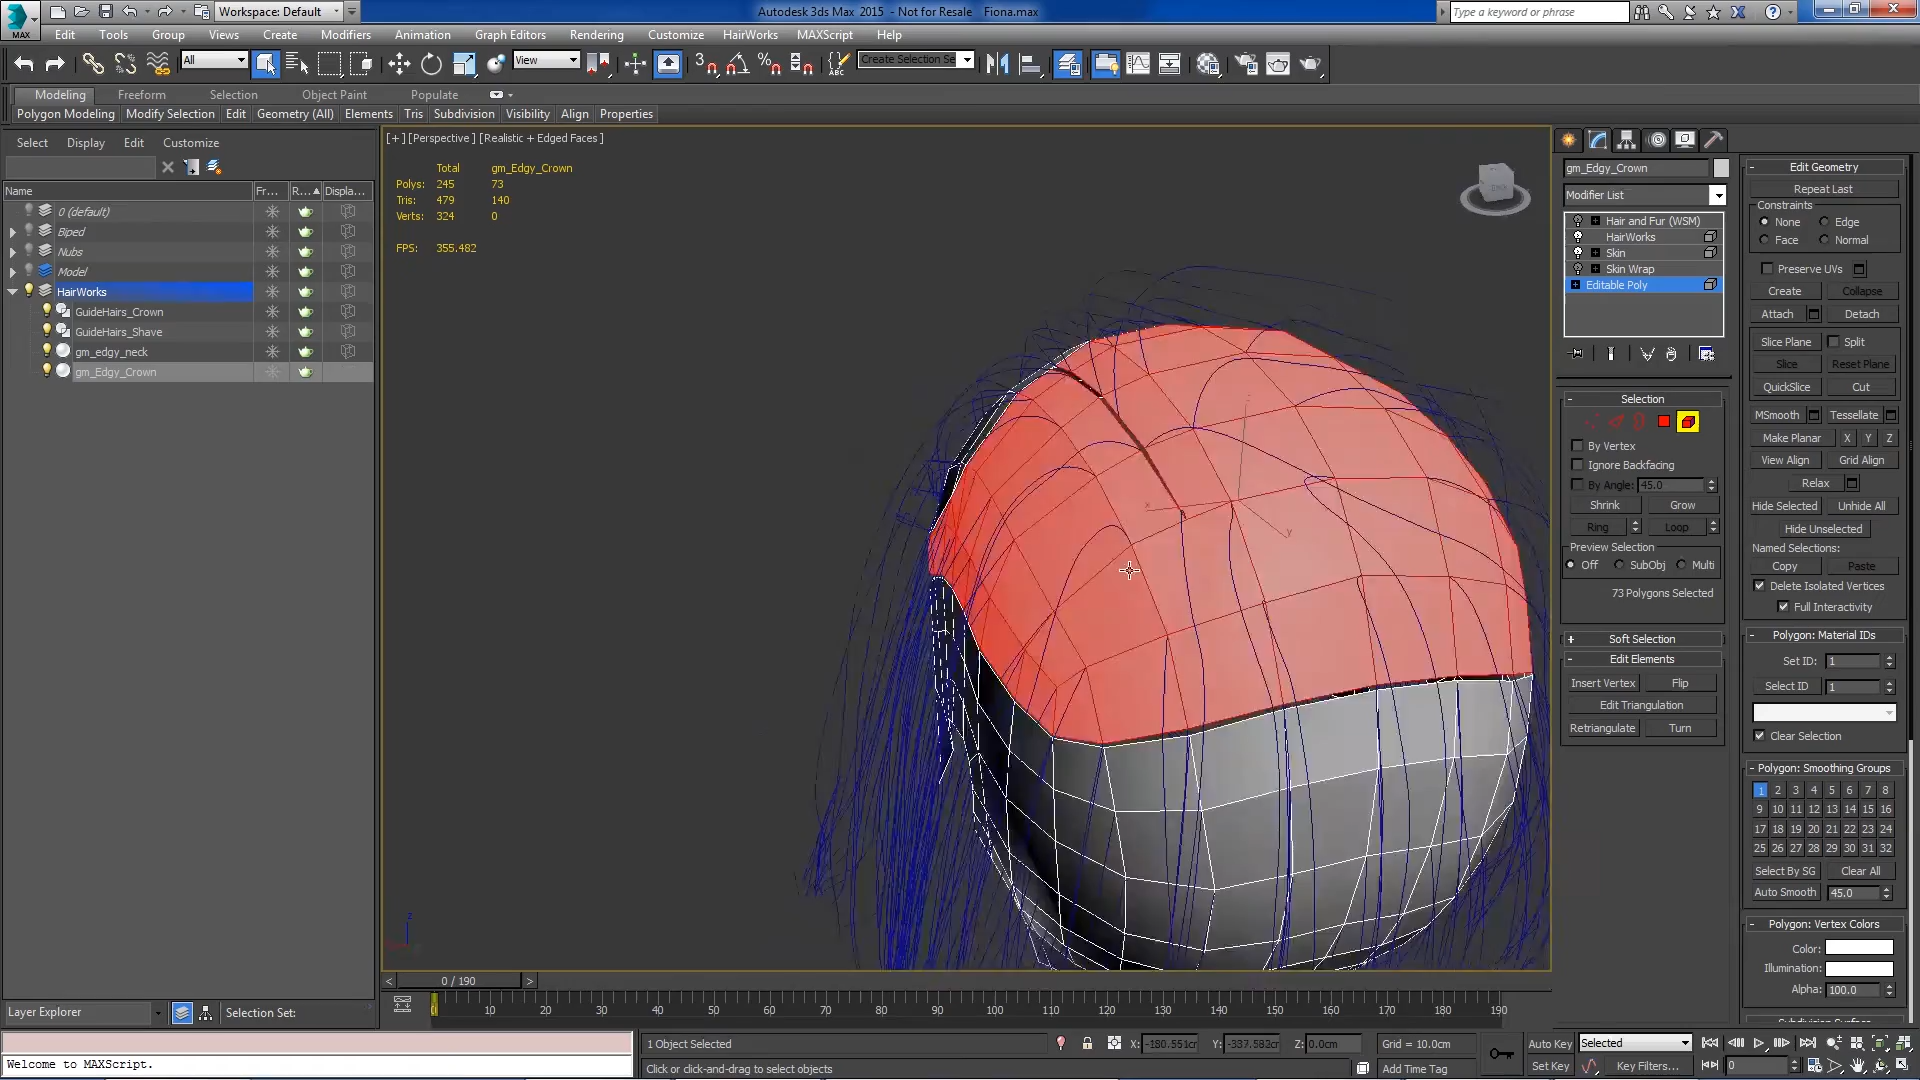 Workspace: Default
Autodesk 3ds Max 2015 - Not for Resale Fiona.max
Type a keyword or phrase
MAX
Edit Tools Group Views Create Modifiers Animation Graph Editors Rendering Customize HairWorks MAXScript Help
All View Create Selection Se
Modeling Freeform Selection Object Paint Populate
Polygon Modeling Modify Selection Edit Geometry (All) Elements Tris Subdivision Visibility Align Properties
Select Display Edit Customize
Name Fr... R... Displa...
0 (default)
Biped
Nubs
Model
HairWorks
GuideHairs_Crown
GuideHairs_Shave
gm_edgy_neck
gm_Edgy_Crown
[+] [Perspective ] [Realistic + Edged Faces ]
Total gm_Edgy_Crown
Polys: 245 73
Tris: 479 140
Verts: 324 0
FPS: 355.482
x y
z
gm_Edgy_Crown
Modifier List
Hair and Fur (WSM)
HairWorks
Skin
Skin Wrap
Editable Poly
Selection
By Vertex
Ignore Backfacing
By Angle: 45.0
Shrink Grow
Ring Loop
Preview Selection
Off SubObj Multi
73 Polygons Selected
Soft Selection
Edit Elements
Insert Vertex Flip
Edit Triangulation
Retriangulate Turn
Edit Geometry
Repeat Last
Constraints
None Edge
Face Normal
Preserve UVs
Create Collapse
Attach Detach
Slice Plane Split
Slice Reset Plane
QuickSlice Cut
MSmooth Tessellate
Make Planar X Y Z
View Align Grid Align
Relax
Hide Selected Unhide All
Hide Unselected
Named Selections:
Copy Paste
Delete Isolated Vertices
Full Interactivity
Polygon: Material IDs
Set ID: 1
Select ID 1
Clear Selection
Polygon: Smoothing Groups
1 2 3 4 5 6 7 8
9 10 11 12 13 14 15 16
17 18 19 20 21 22 23 24
25 26 27 28 29 30 31 32
Select By SG Clear All
Auto Smooth 45.0
Polygon: Vertex Colors
Color:
Illumination:
Alpha: 100.0
Subdivision Surface
< 0 / 190 >
10 20 30 40 50 60 70 80 90 100 110 120 130 140 150 160 170 180 190
Layer Explorer Selection Set:
Welcome to MAXScript.
1 Object Selected X: -180.551cr Y: -337.582cr Z: 0.0cm Grid = 10.0cm Auto Key Selected
Click or click-and-drag to select objects Add Time Tag Set Key Key Filters... 0